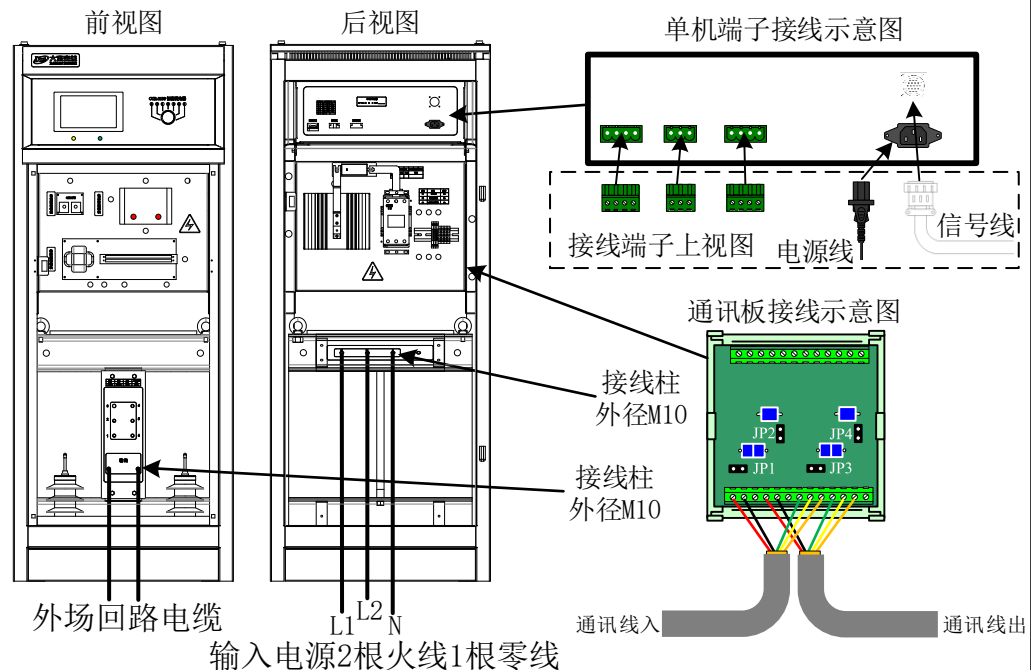 前视图
后视图
单机端子接线示意图
接线端子上视图
电源线
信号线
通讯板接线示意图
接线柱
外径M10
JP2
JP4
JP1
JP3
接线柱
外径M10
外场回路电缆
L1
L2
N
输入电源2根火线1根零线
通讯线入
通讯线出